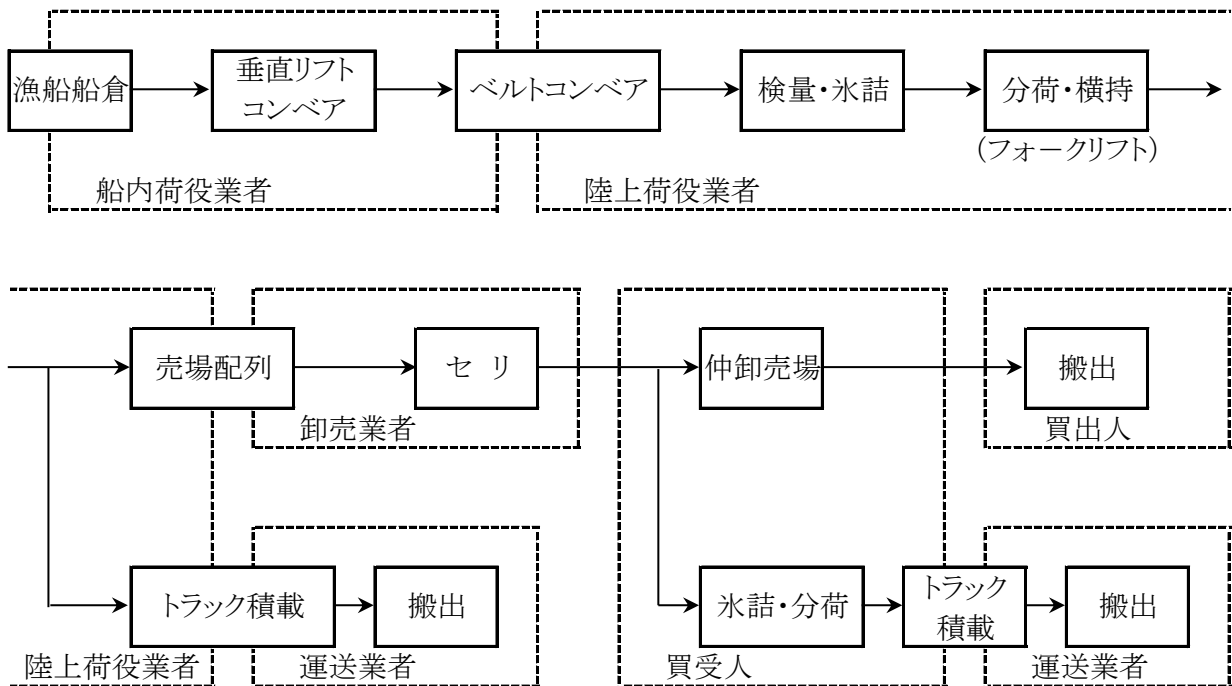 漁船船倉
垂直リフト
コンベア
ベルトコンベア
検量・氷詰
分荷・横持
(フォークリフト)
船内荷役業者
陸上荷役業者
売場配列
セ リ
仲卸売場
搬出
卸売業者
買出人
トラック積載
搬出
氷詰・分荷
トラック
積載
搬出
陸上荷役業者
運送業者
買受人
運送業者